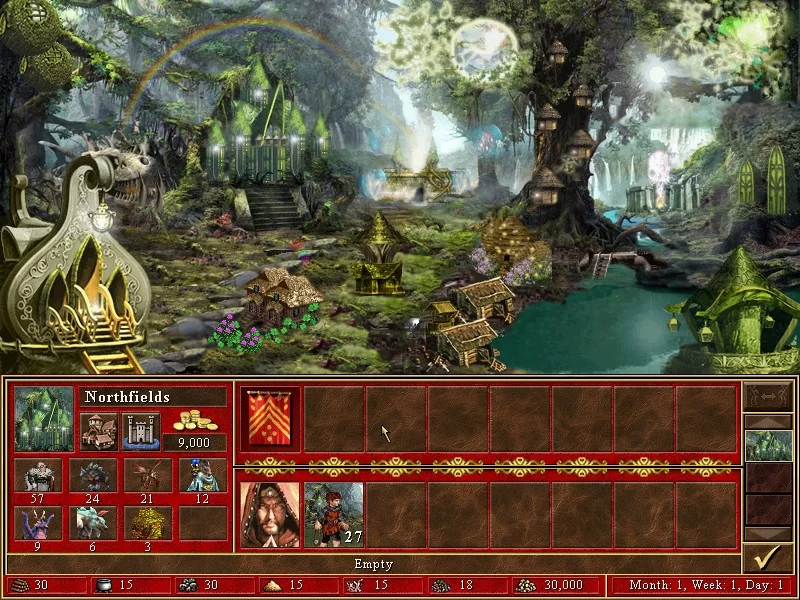 Northfields
9,000
57 24 21 12
9 6 3
27
Empty
30 15 30 15 15 18 30,000 Month: 1, Week: 1, Day: 1